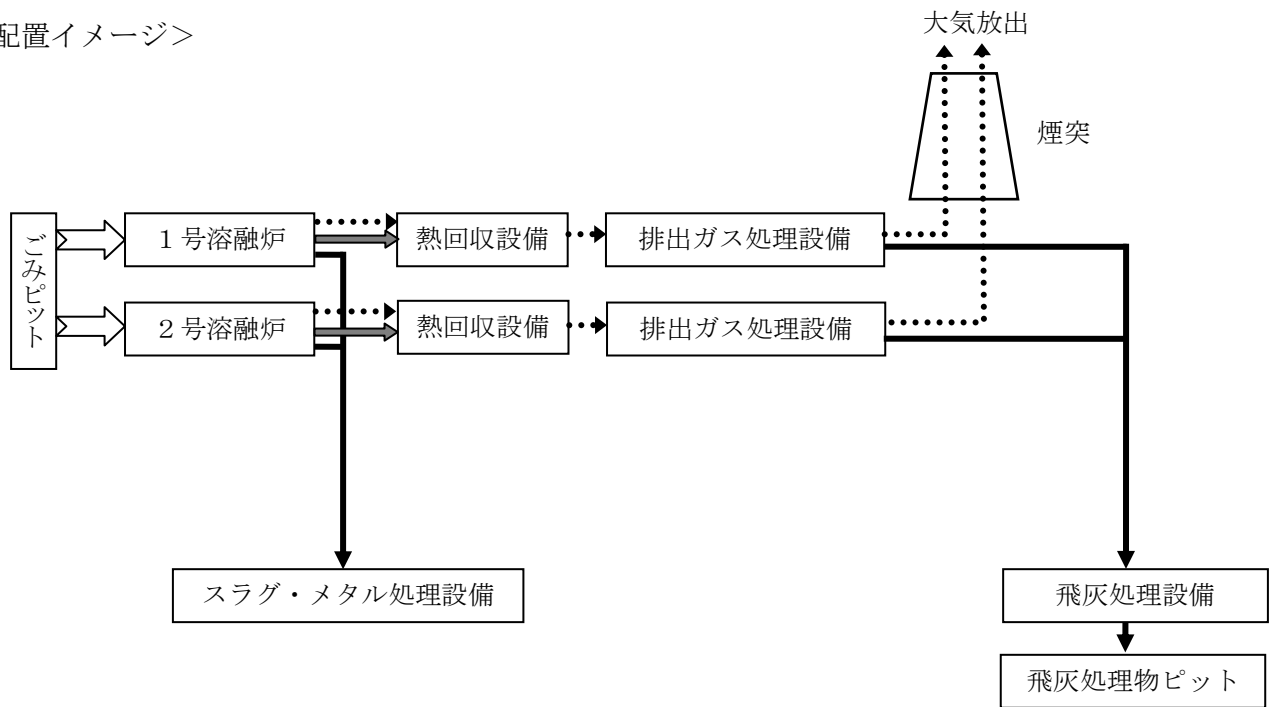 配置イメージ＞
大気放出
煙突
ごみピット
１号溶融炉
熱回収設備
排出ガス処理設備
２号溶融炉
熱回収設備
排出ガス処理設備
スラグ・メタル処理設備
飛灰処理設備
飛灰処理物ピット